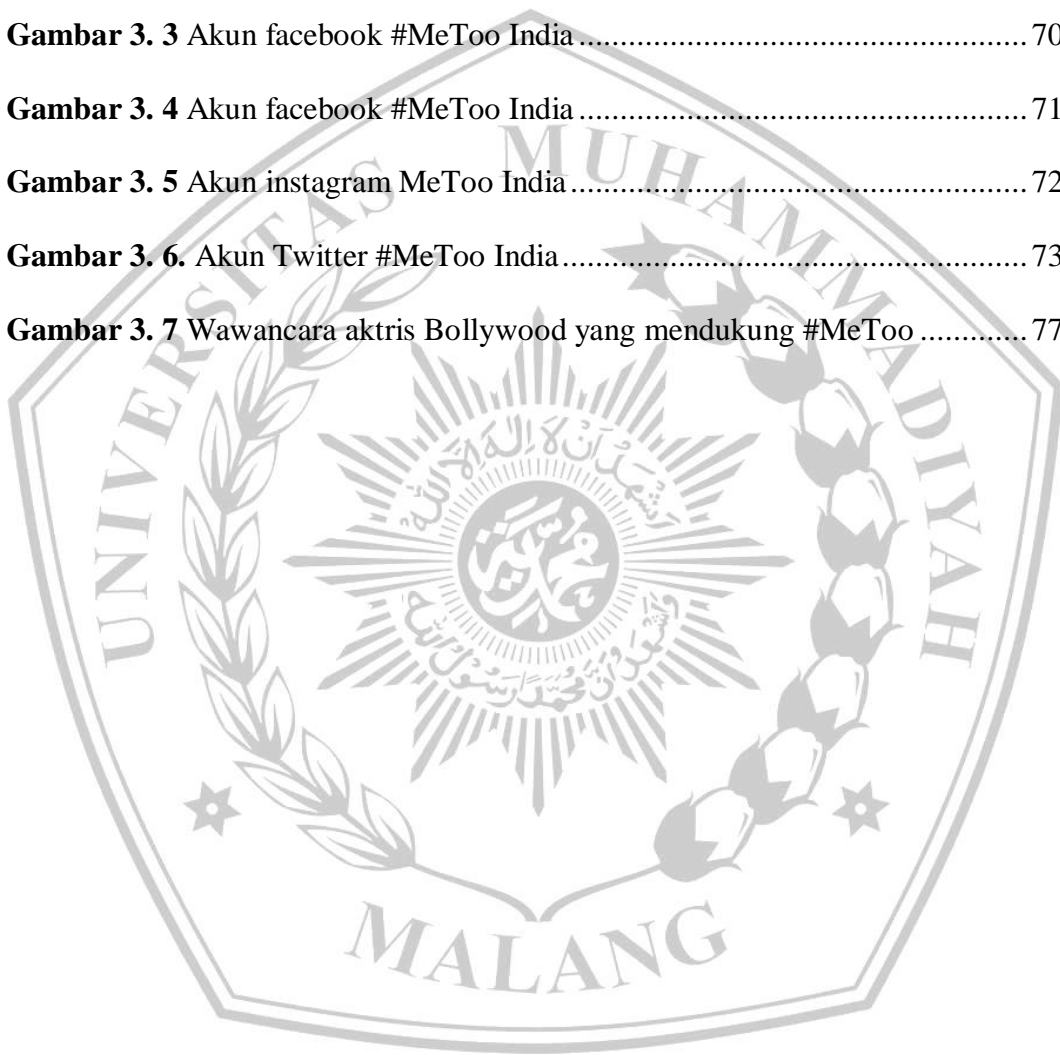 Gambar 3. 3 Akun facebook #MeToo India ........................................................ 70
Gambar 3. 4 Akun facebook #MeToo India ........................................................ 71
Gambar 3. 5 Akun instagram MeToo India ......................................................... 72
Gambar 3. 6. Akun Twitter #MeToo India .......................................................... 73
Gambar 3. 7 Wawancara aktris Bollywood yang mendukung #MeToo ............. 77
UNIVERSITAS MUHAMMADIYAH
MALANG